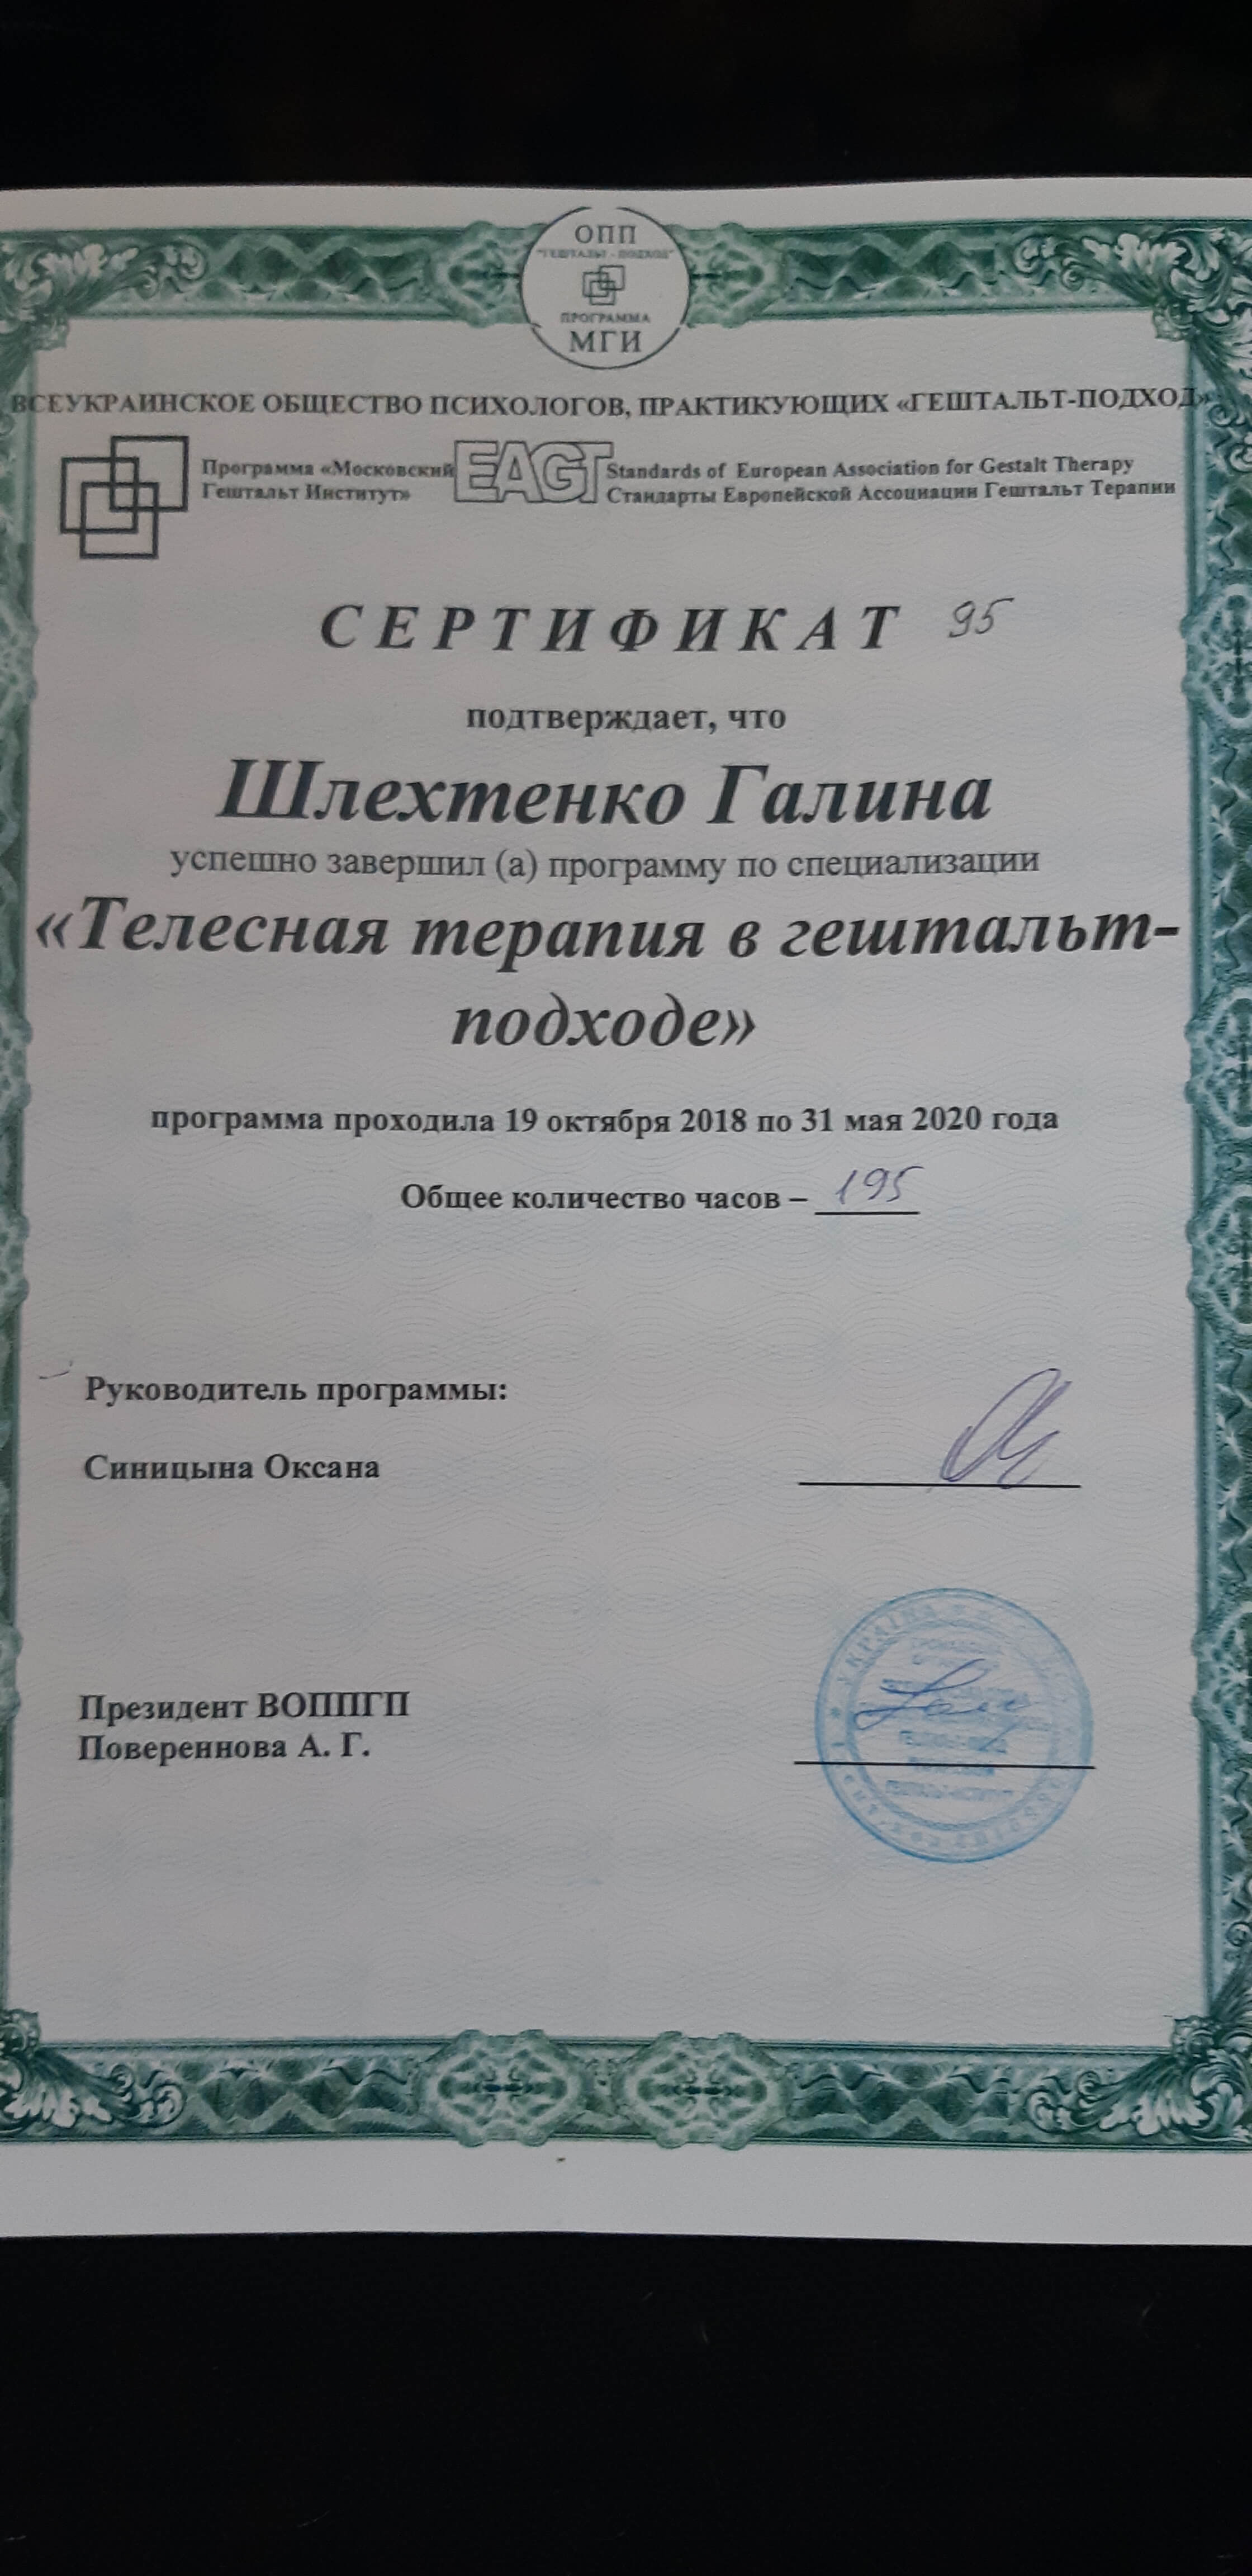 ОПП
"ГЕШТАЛЬТ - ПОДХОД"
ПРОГРАММА
МГИ
ВСЕУКРАИНСКОЕ ОБЩЕСТВО ПСИХОЛОГОВ, ПРАКТИКУЮЩИХ «ГЕШТАЛЬТ-ПОДХОД»
Программа «Московский
Гештальт Институт»
EAGT
Standards of European Association for Gestalt Therapy
Стандарты Европейской Ассоциации Гештальт Терапии
СЕРТИФИКАТ 95
подтверждает, что
Шлехтенко Галина
успешно завершил (а) программу по специализации
«Телесная терапия в гештальт-
подходе»
программа проходила 19 октября 2018 по 31 мая 2020 года
Общее количество часов – 195
Руководитель программы:
Синицына Оксана
Президент ВОППГП
Повереннова А. Г.
УКРАЇНА